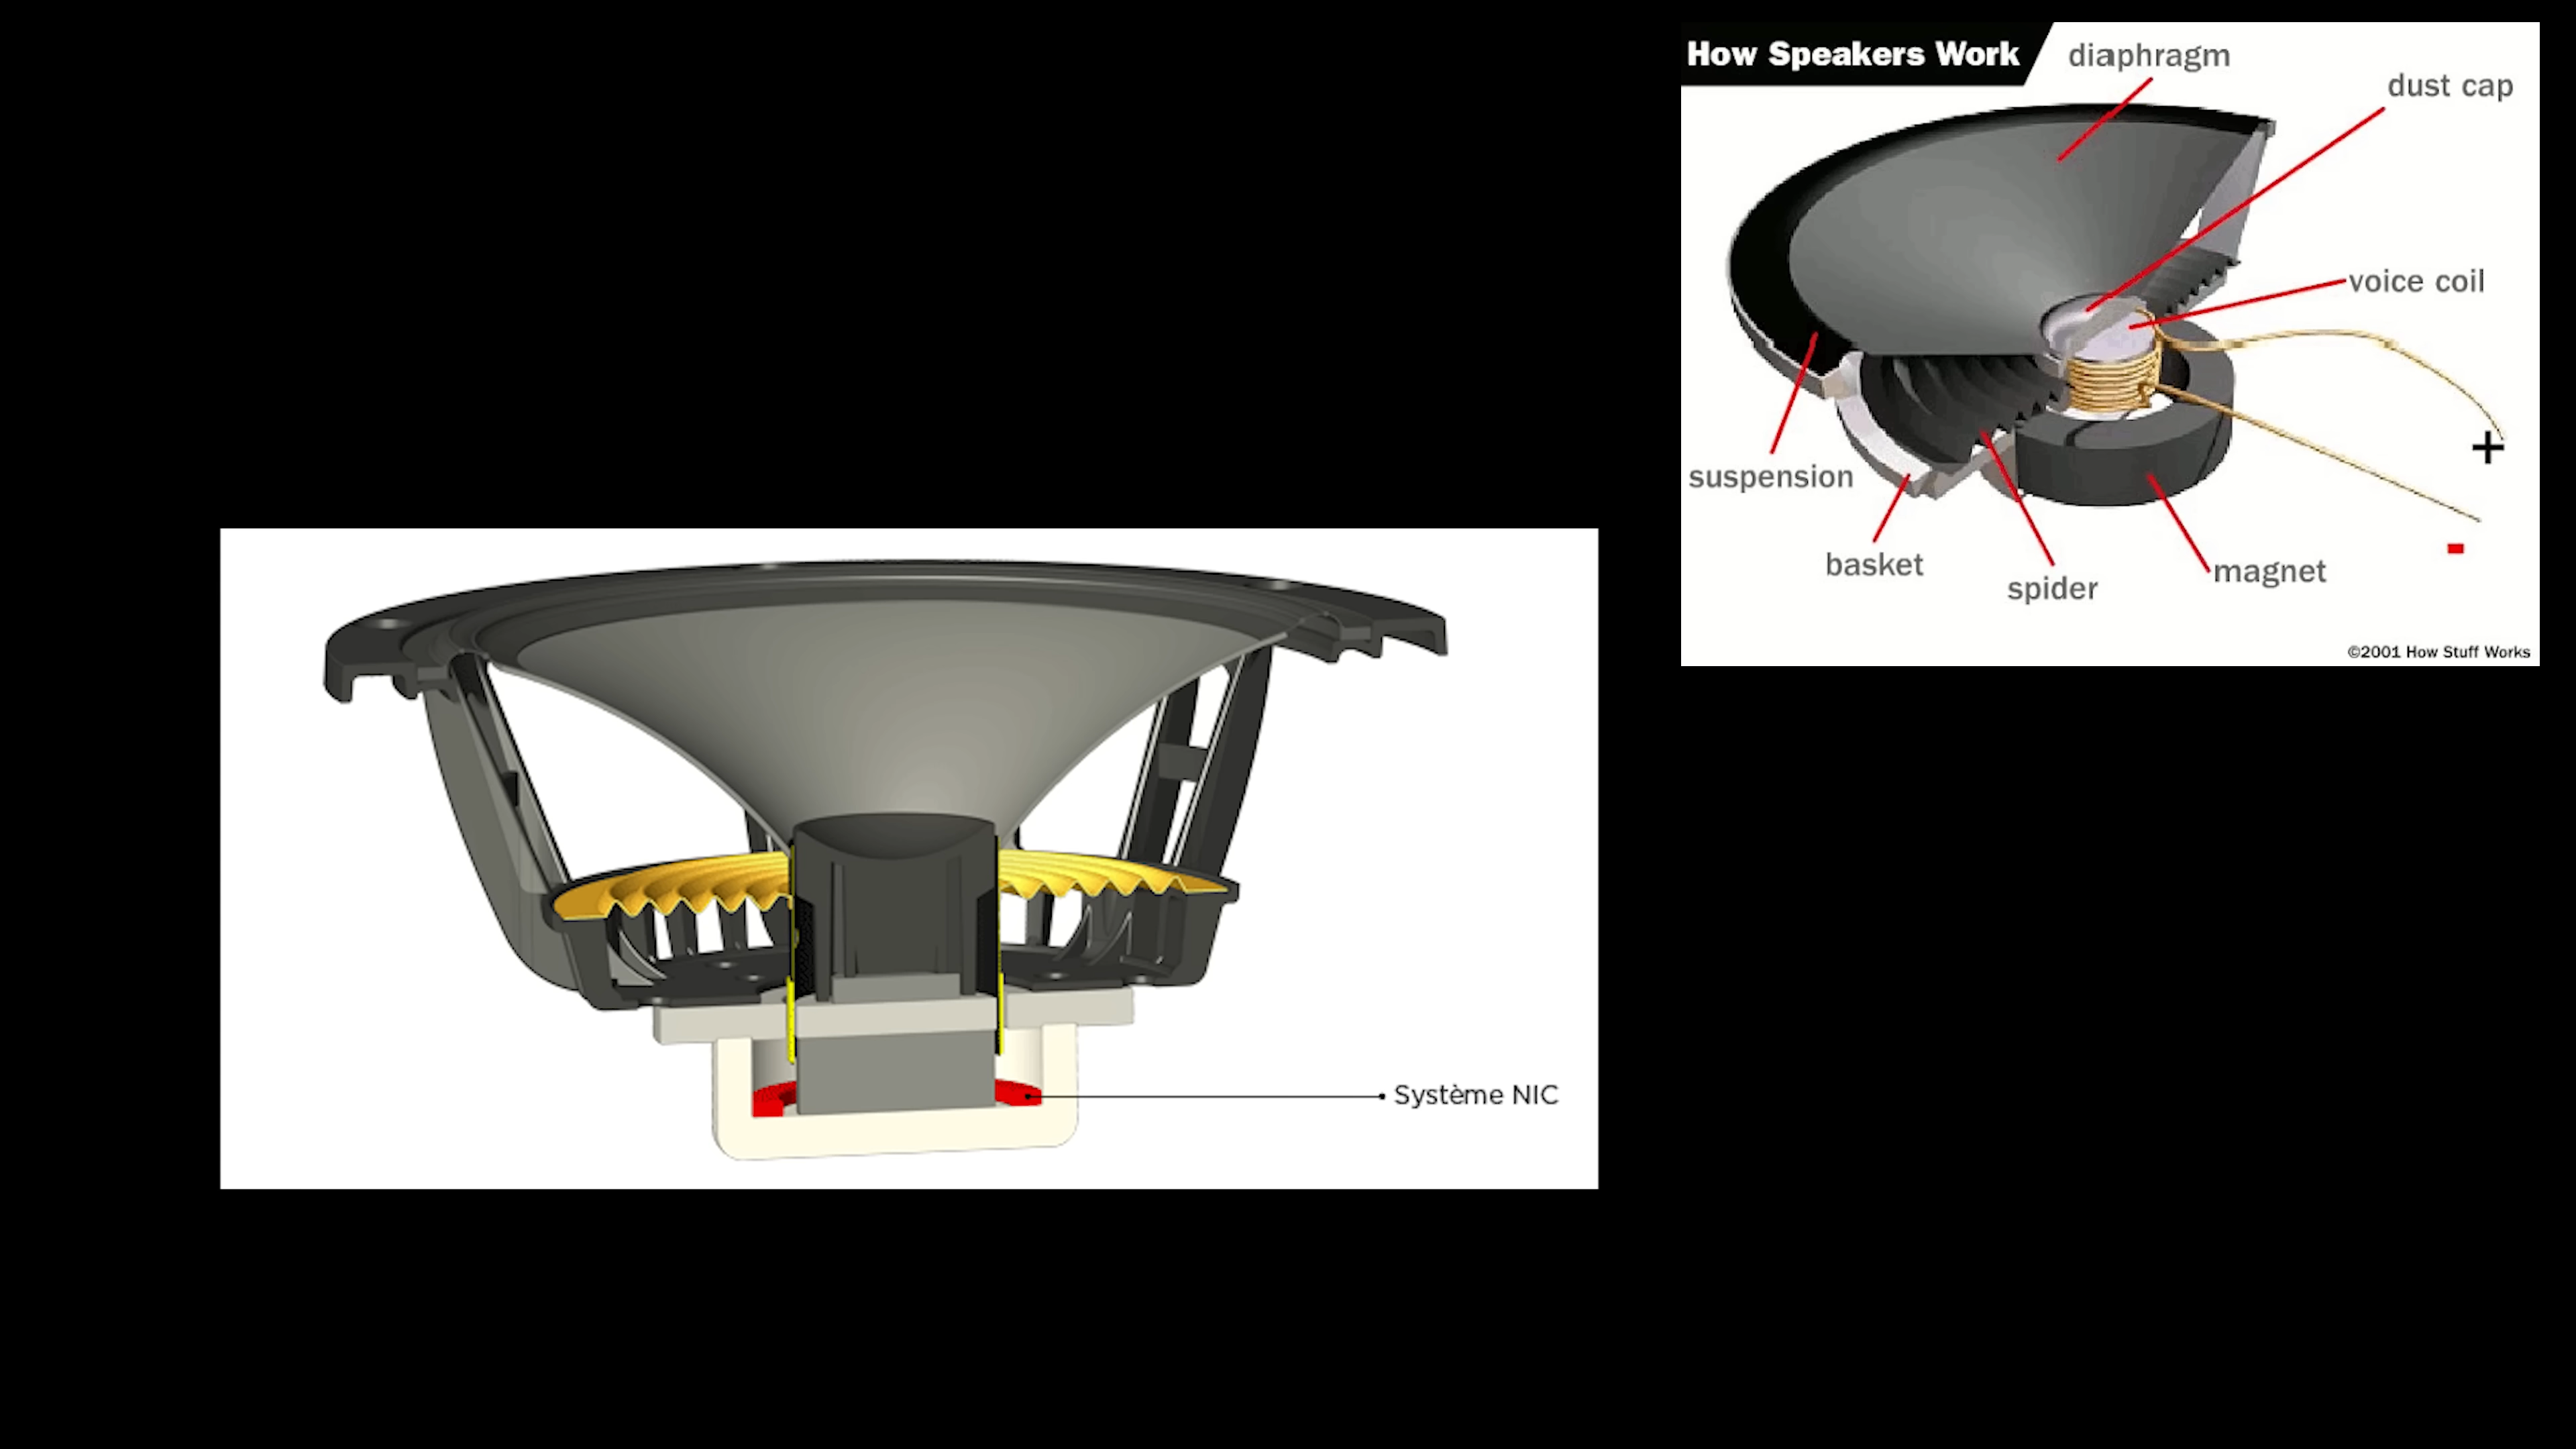 How Speakers Work
diaphragm
dust cap
voice coil
suspension
+
-
basket
spider
magnet
©2001 How Stuff Works
Système NIC